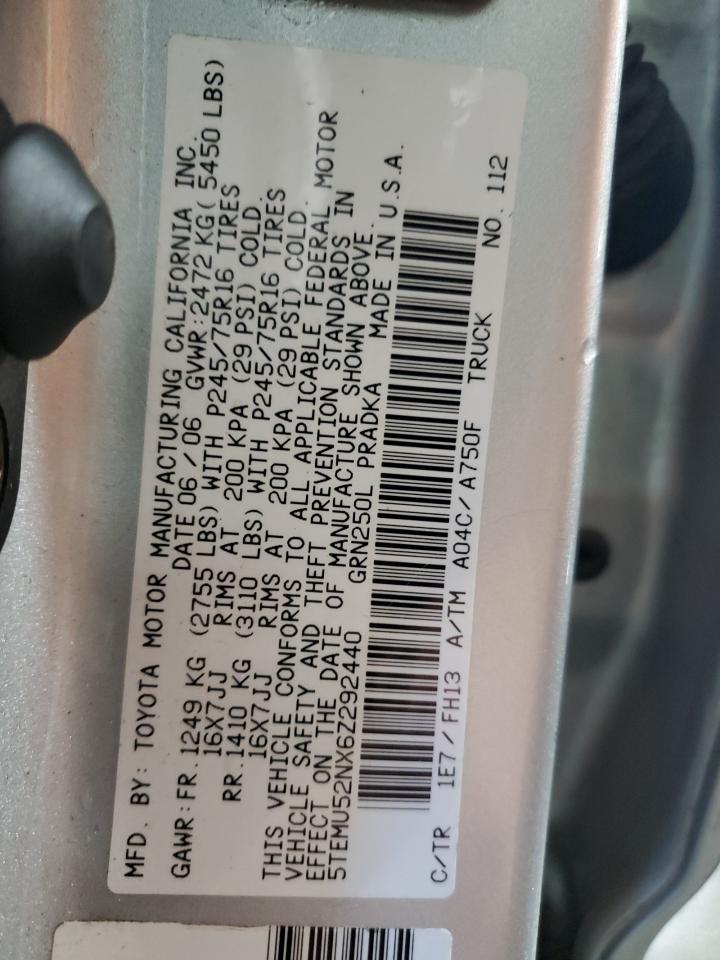 MFD. BY: TOYOTA MOTOR MANUFACTURING CALIFORNIA INC.
DATE 06/06 GVWR:2472 KG( 5450 LBS)
GAWR:FR.1249 KG (2755 LBS) WITH P245/75R16 TIRES
16X7JJ RIMS AT 200 KPA (29 PSI) COLD.
RR.1410 KG (3110 LBS) WITH P245/75R16 TIRES
16X7JJ RIMS AT 200 KPA (29 PSI) COLD.
THIS VEHICLE CONFORMS TO ALL APPLICABLE FEDERAL MOTOR
VEHICLE SAFETY AND THEFT PREVENTION STANDARDS IN
EFFECT ON THE DATE OF MANUFACTURE SHOWN ABOVE.
5TEMU52NX6Z292440 GRN250L PRADKA MADE IN U.S.A.
C/TR 1E7/FH13 A/TM A04C/A750F TRUCK NO. 112